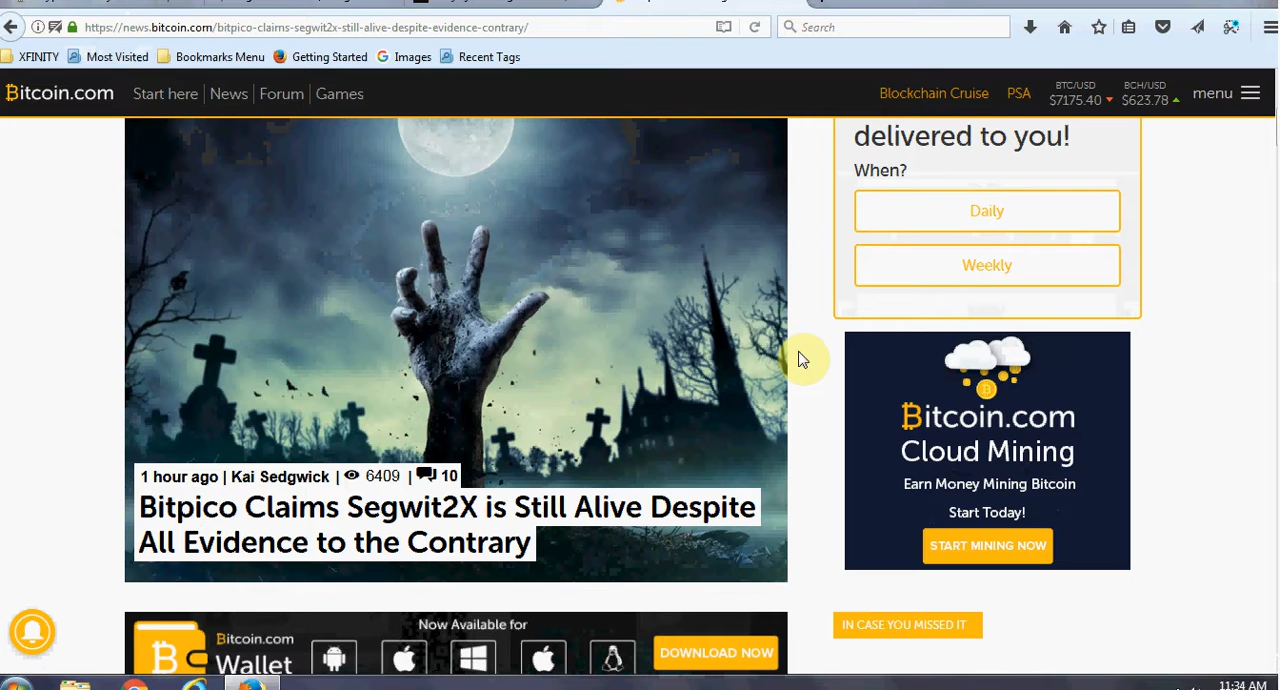 https://news.bitcoin.com/bitpico-claims-segwit2x-still-alive-despite-evidence-contrary/
Search
XFINITY
Most Visited
Bookmarks Menu
Getting Started
Images
Recent Tags
Bitcoin.com
Start here
News
Forum
Games
Blockchain Cruise
PSA
BTC/USD
$7175.40
BCH/USD
$623.78
menu
delivered to you!
When?
Daily
Weekly
1 hour ago | Kai Sedgwick | 6409 | 10
Bitpico Claims Segwit2X is Still Alive Despite
All Evidence to the Contrary
Bitcoin.com
Cloud Mining
Earn Money Mining Bitcoin
Start Today!
START MINING NOW
Bitcoin.com
Wallet
Now Available for
DOWNLOAD NOW
IN CASE YOU MISSED IT
11:34 AM